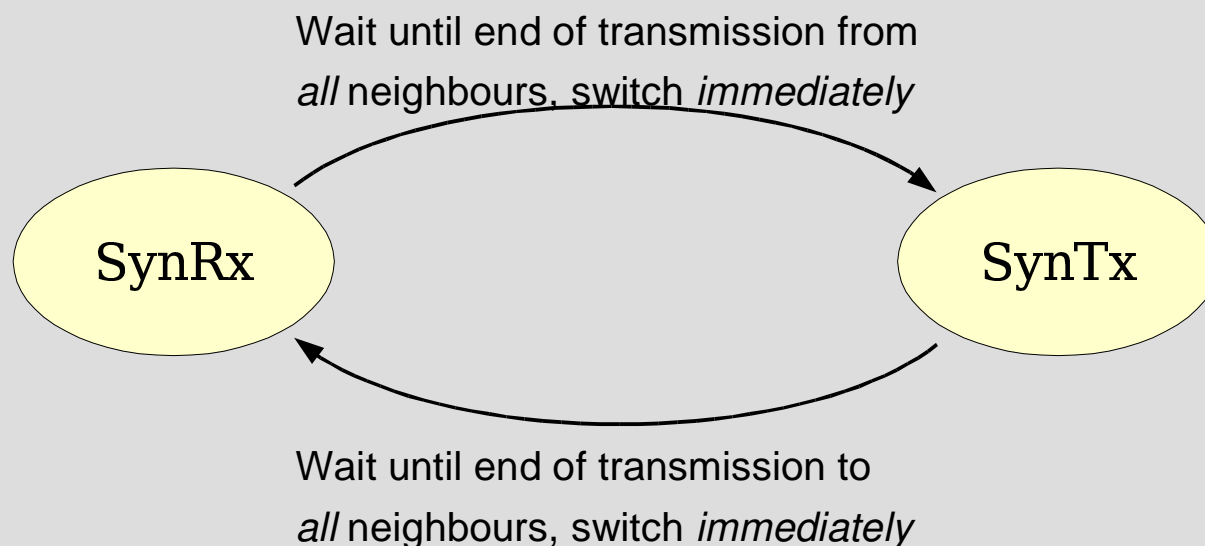 Wait until end of transmission from
all neighbours, switch immediately
SynRx
SynTx
Wait until end of transmission to
all neighbours, switch immediately